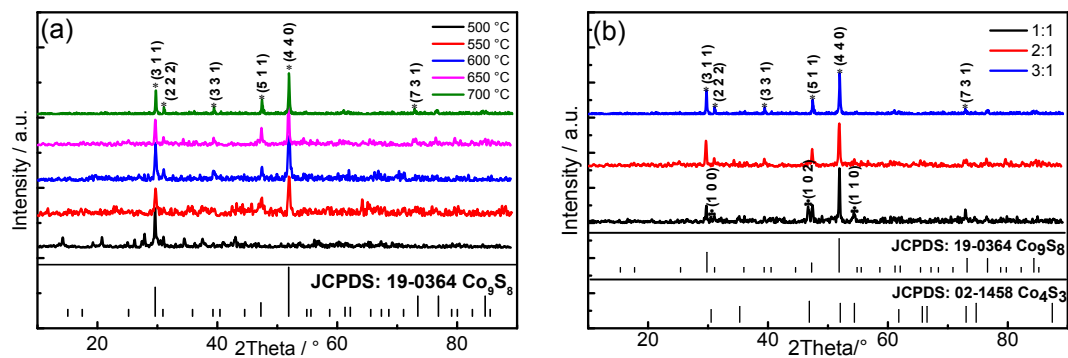 (a)
500 °C
550 °C
600 °C
650 °C
700 °C
*(3 1 1)
*(2 2 2)
*(3 3 1)
*(5 1 1)
*(4 4 0)
*(7 3 1)
Intensity / a.u.
JCPDS: 19-0364 Co9S8
20 40 60 80
2Theta / °
(b)
1:1
2:1
3:1
*(3 1 1)
*(2 2 2)
*(3 3 1)
*(5 1 1)
*(4 4 0)
*(7 3 1)
(1 0 0)
(1 0 2)
(1 1 0)
Intensity / a.u.
JCPDS: 19-0364 Co9S8
JCPDS: 02-1458 Co4S3
20 40 60 80
2Theta/°